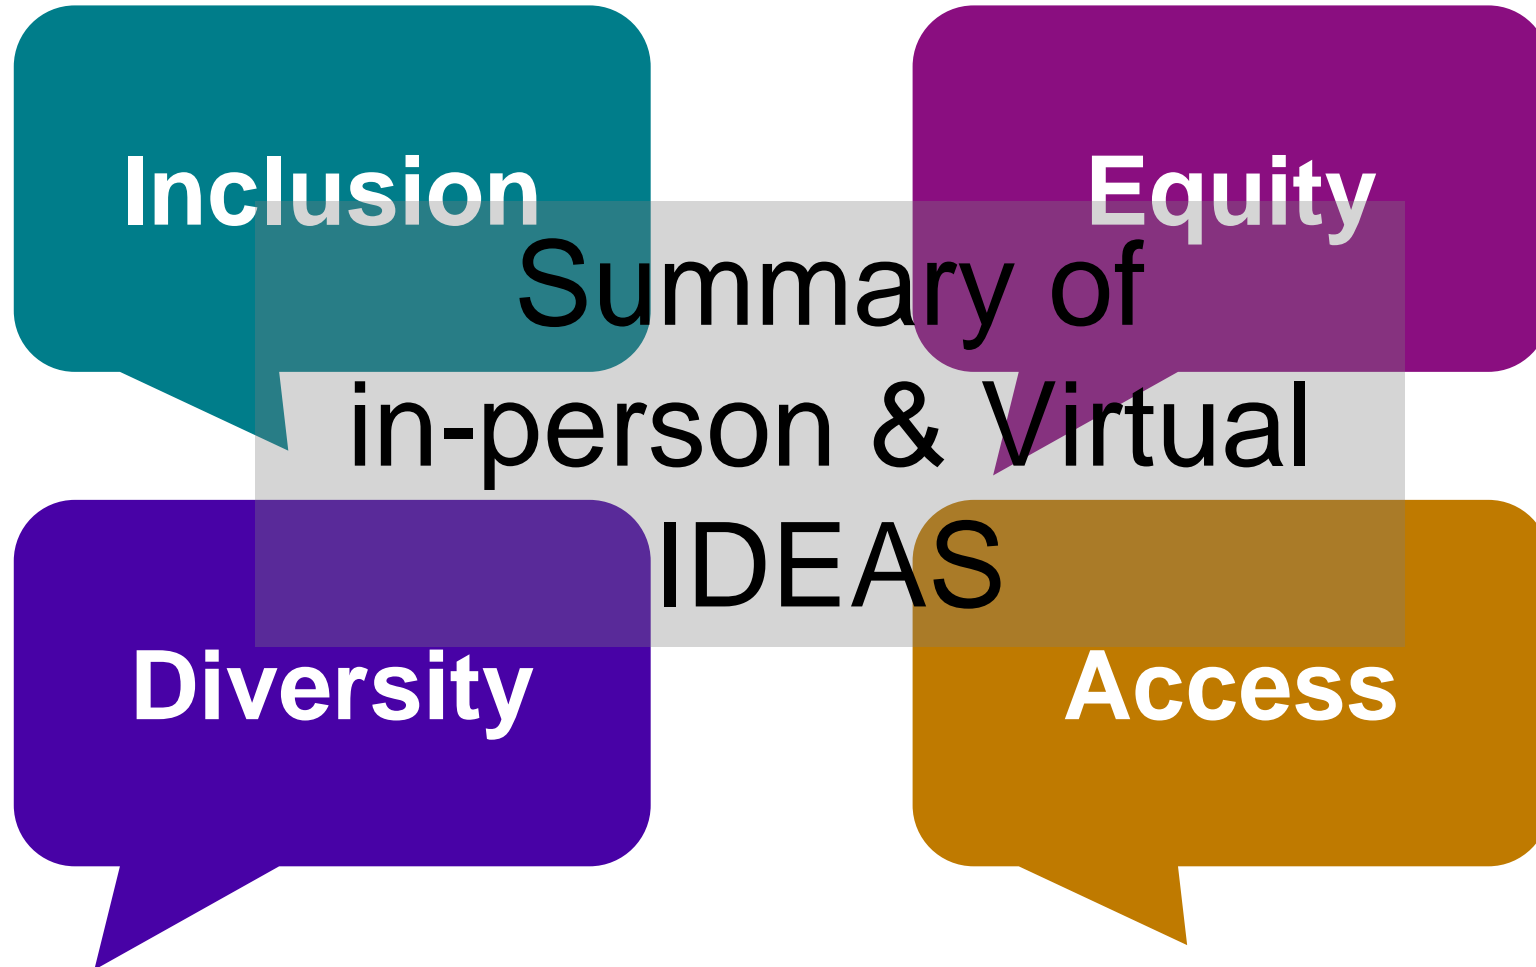 Inclusion
Equity
Summary of
in-person & Virtual
IDEAS
Diversity
Access